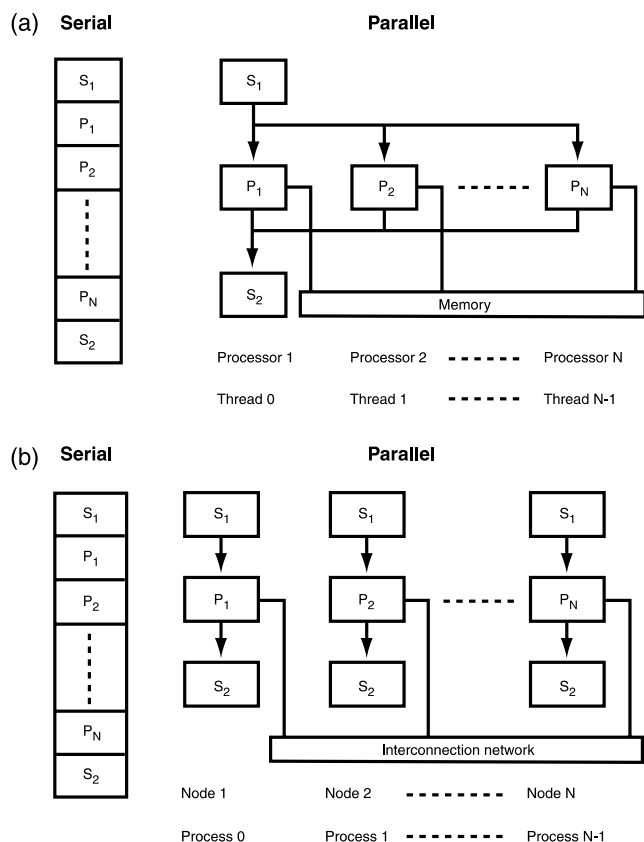 (a)
Serial
Parallel
S1
P1
P2
PN
S2
S1
P1
P2
PN
S2
Memory
Processor 1
Processor 2
Processor N
Thread 0
Thread 1
Thread N-1
(b)
Serial
Parallel
S1
P1
P2
PN
S2
S1
S1
S1
P1
P2
PN
S2
S2
S2
Interconnection network
Node 1
Node 2
Node N
Process 0
Process 1
Process N-1